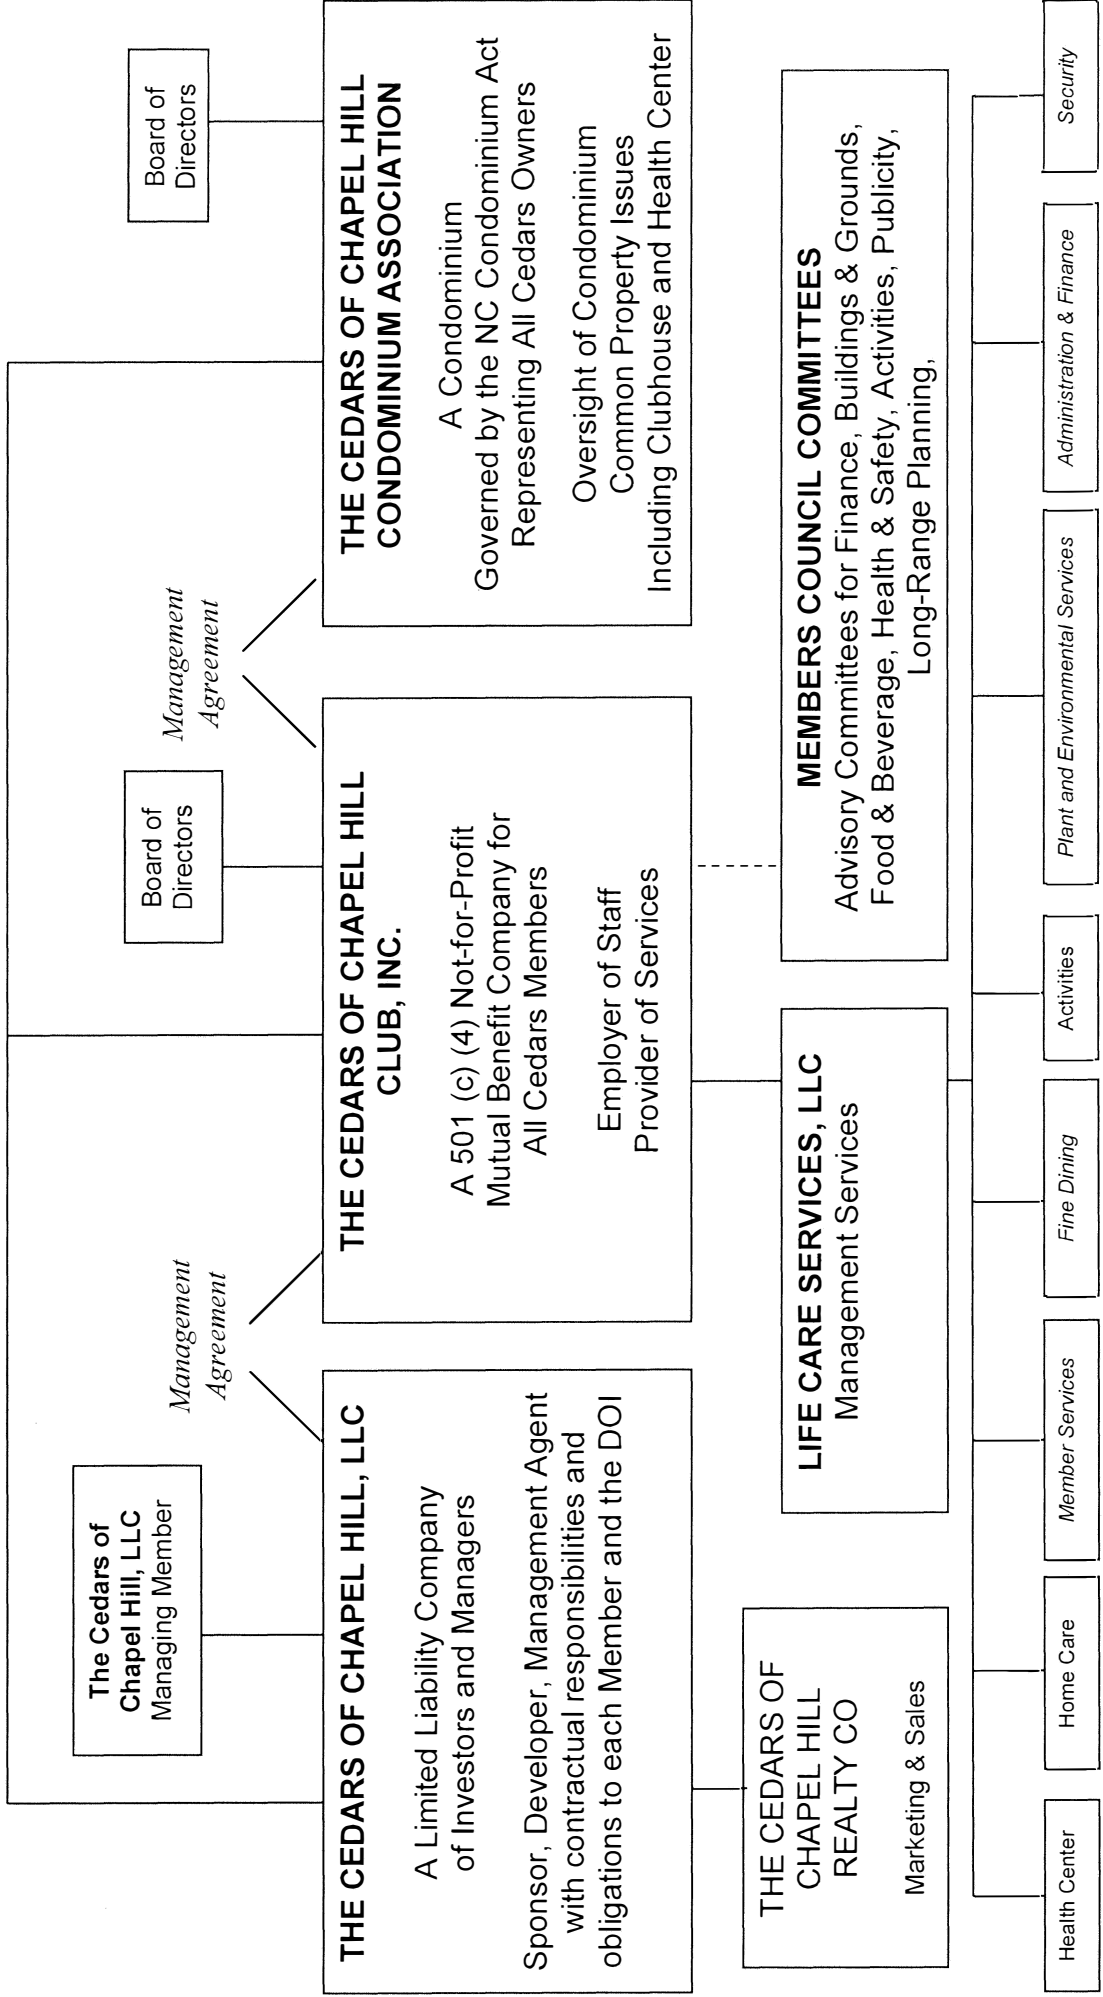 The Cedars of
Chapel Hill, LLC
Managing Member
Management
Agreement
Board of
Directors
Management
Agreement
Board of
Directors
THE CEDARS OF CHAPEL HILL, LLC
A Limited Liability Company
of Investors and Managers
Sponsor, Developer, Management Agent
with contractual responsibilities and
obligations to each Member and the DOI
THE CEDARS OF CHAPEL HILL
CLUB, INC.
A 501 (c) (4) Not-for-Profit
Mutual Benefit Company for
All Cedars Members
Employer of Staff
Provider of Services
THE CEDARS OF CHAPEL HILL
CONDOMINIUM ASSOCIATION
A Condominium
Governed by the NC Condominium Act
Representing All Cedars Owners
Oversight of Condominium
Common Property Issues
Including Clubhouse and Health Center
THE CEDARS OF
CHAPEL HILL
REALTY CO
Marketing & Sales
LIFE CARE SERVICES, LLC
Management Services
MEMBERS COUNCIL COMMITTEES
Advisory Committees for Finance, Buildings & Grounds,
Food & Beverage, Health & Safety, Activities, Publicity,
Long-Range Planning,
Health Center
Home Care
Member Services
Fine Dining
Activities
Plant and Environmental Services
Administration & Finance
Security